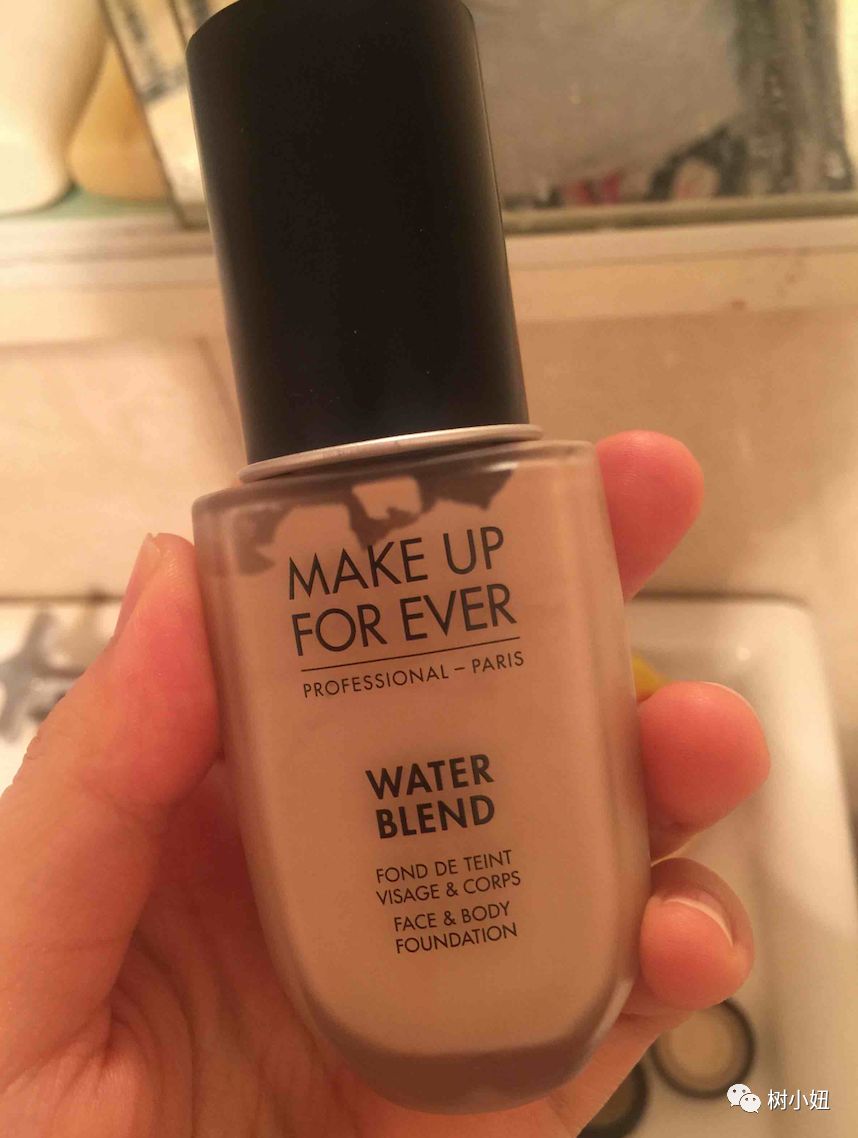 MAKE UP
FOR EVER
PROFESSIONAL – PARIS
WATER
BLEND
FOND DE TEINT
VISAGE & CORPS
FACE & BODY
FOUNDATION
树小妞